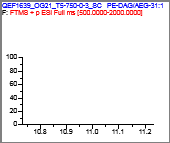 QEF1639_OG21_T5-750-0-3_SC PE-DAG/AEG-31:1
F: FTMS + p ESI Full ms [500.0000-2000.0000]
100
80
60
40
20
0
10.8 10.9 11.0 11.1 11.2